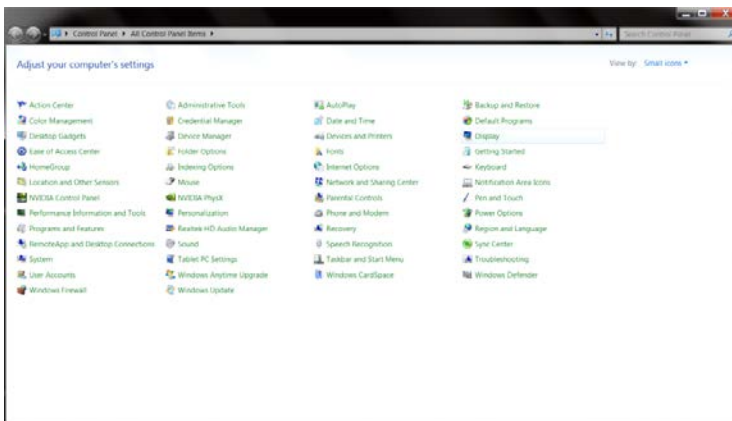 Control Panel ▸ All Control Panel Items ▸
Search Control Panel
Adjust your computer's settings
View by: Small icons
Action Center Administrative Tools AutoPlay Backup and Restore
Color Management Credential Manager Date and Time Default Programs
Desktop Gadgets Device Manager Devices and Printers Display
Ease of Access Center Folder Options Fonts Getting Started
HomeGroup Indexing Options Internet Options Keyboard
Location and Other Sensors Mouse Network and Sharing Center Notification Area Icons
NVIDIA Control Panel NVIDIA PhysX Parental Controls Pen and Touch
Performance Information and Tools Personalization Phone and Modem Power Options
Programs and Features Realtek HD Audio Manager Recovery Region and Language
RemoteApp and Desktop Connections Sound Speech Recognition Sync Center
System Tablet PC Settings Taskbar and Start Menu Troubleshooting
User Accounts Windows Anytime Upgrade Windows CardSpace Windows Defender
Windows Firewall Windows Update